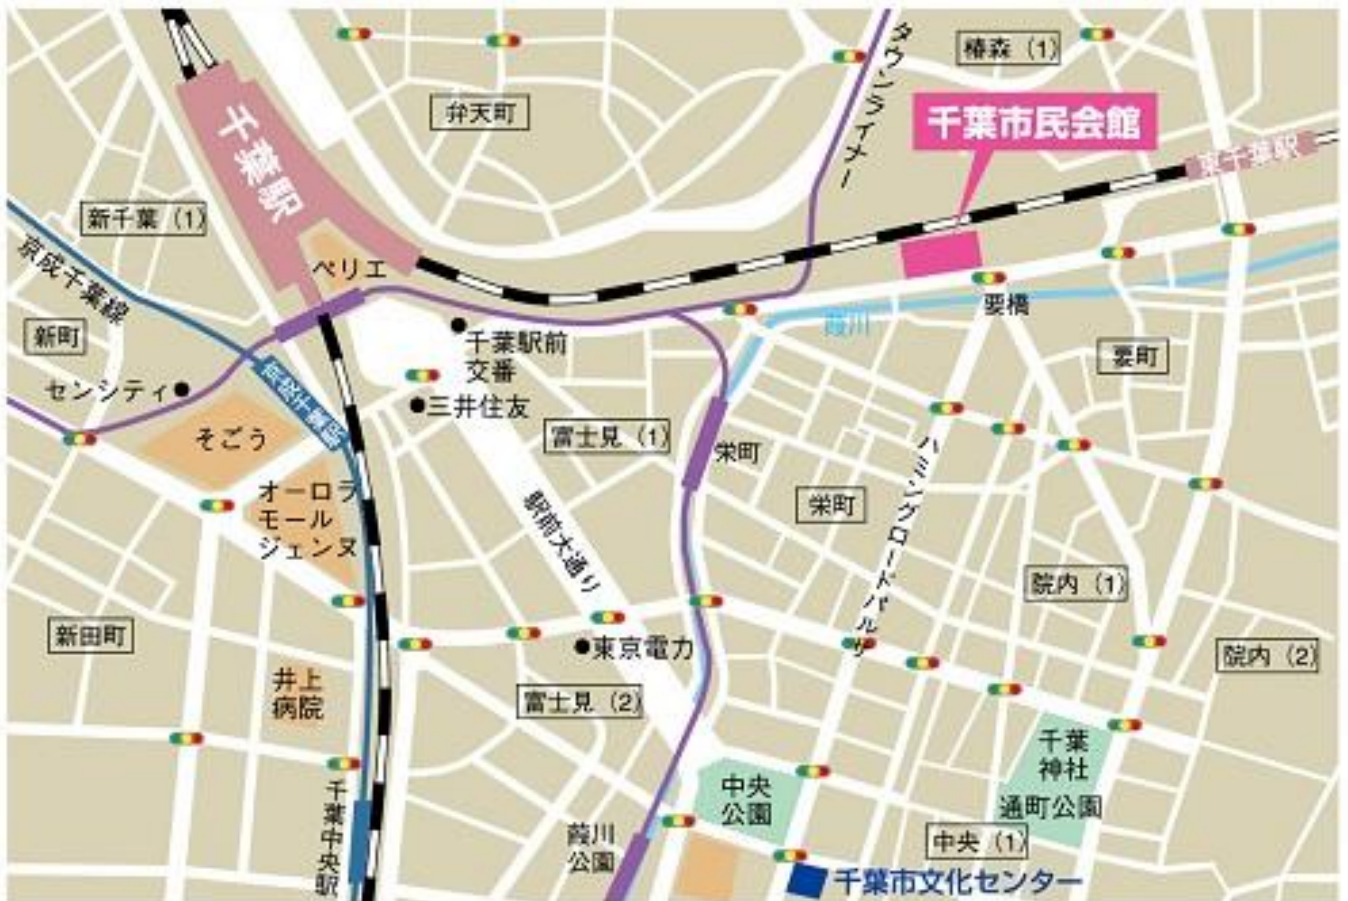 タウンライナー
椿森（1）
弁天町
千葉市民会館
千葉駅
東千葉駅
新千葉（1）
京成千葉線
ペリエ
新町
センシティ
京成千葉駅
千葉駅前
交番
三井住友
葭川
要橋
要町
そごう
富士見（1）
栄町
栄町
ハミングロードパルサ
オーロラ
モール
ジェンヌ
駅前大通り
院内（1）
新田町
東京電力
院内（2）
井上
病院
富士見（2）
千葉
神社
通町公園
中央
公園
千葉中央駅
葭川
公園
中央（1）
千葉市文化センター